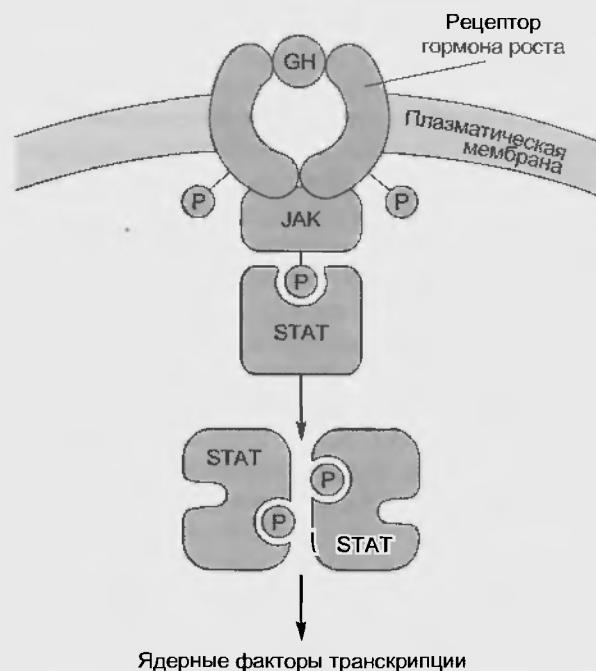 Рецептор
гормона роста
GH
Плазматическая
мембрана
P
P
JAK
P
STAT
STAT
P
P
STAT
Ядерные факторы транскрипции